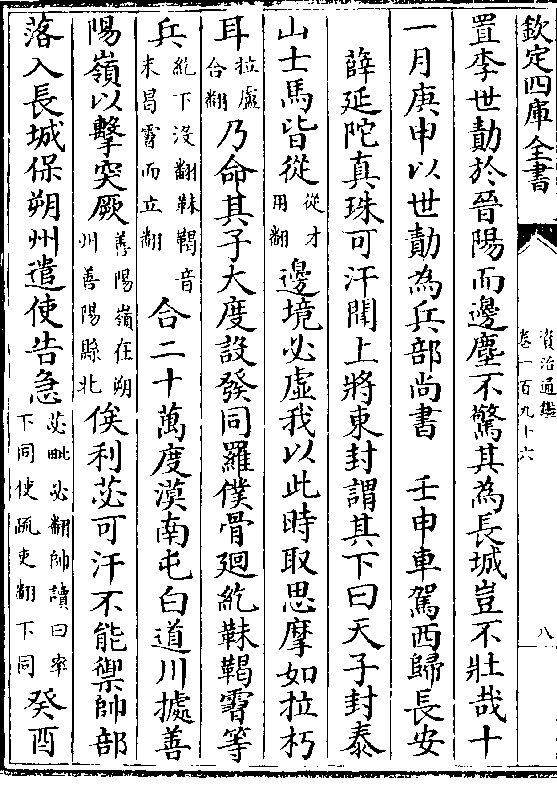 欽定四庫全書
資治通鑑
卷一百九十六
八
置李世勣於晉陽而邊塵不驚其為長城豈不壯哉十
一月庚申以世勣為兵部尚書　壬申車駕西歸長安
薛延陀真珠可汗聞上將東封謂其下曰天子封泰
山士馬皆從從才用翻邊境必虛我以此時取思摩如拉朽
耳拉盧合翻乃命其子大度設發同羅僕骨廻紇靺鞨霫等
兵紇下沒翻靺鞨音末曷霫而立翻合二十萬度漠南屯白道川據善
陽嶺以擊突厥善陽嶺在朔州善陽縣北俟利苾可汗不能禦帥部
落入長城保朔州遣使告急苾毗必翻帥讀曰率下同使疏吏翻下同癸酉